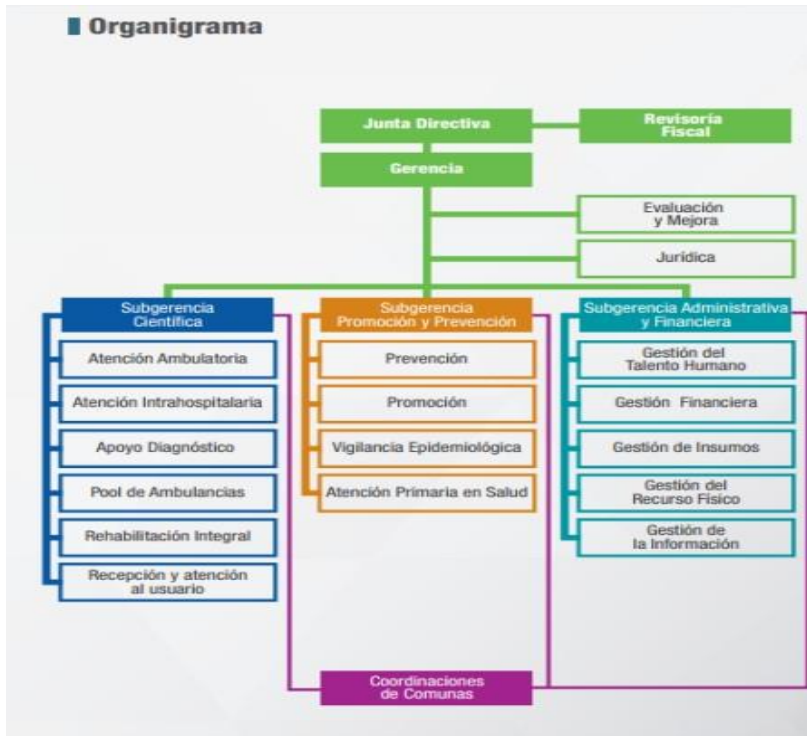 Organigrama
Junta Directiva
Revisoría
Fiscal
Gerencia
Evaluación
y Mejora
Jurídica
Subgerencia
Científica
Atención Ambulatoria
Atención Intrahospitalaria
Apoyo Diagnóstico
Pool de Ambulancias
Rehabilitación Integral
Recepción y atención
al usuario
Subgerencia
Promoción y Prevención
Prevención
Promoción
Vigilancia Epidemiológica
Atención Primaria en Salud
Subgerencia Administrativa
y Financiera
Gestión del
Talento Humano
Gestión Financiera
Gestión de Insumos
Gestión del
Recurso Físico
Gestión de
la Información
Coordinaciones
de Comunas